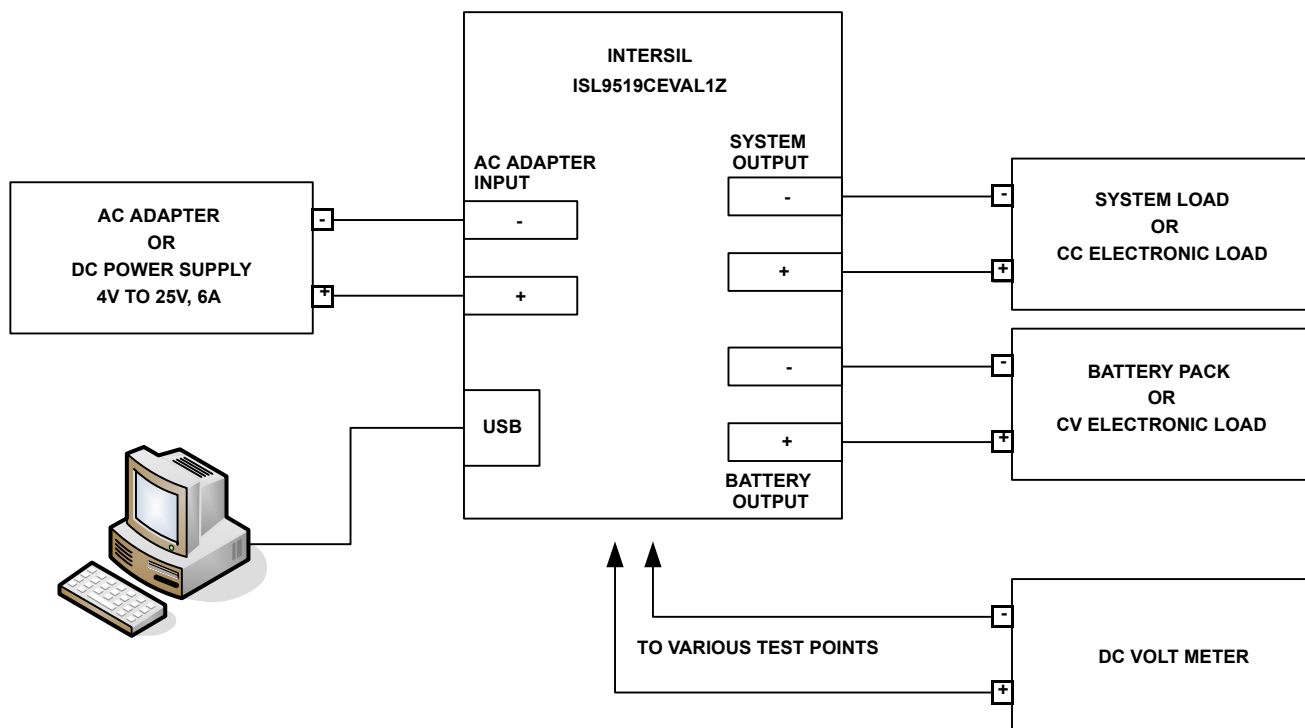 INTERSIL
ISL9519CEVAL1Z
AC ADAPTER
INPUT
-
+
USB
SYSTEM
OUTPUT
-
+
-
+
BATTERY
OUTPUT
AC ADAPTER
OR
DC POWER SUPPLY
4V TO 25V, 6A
-
+
-
+
SYSTEM LOAD
OR
CC ELECTRONIC LOAD
-
+
BATTERY PACK
OR
CV ELECTRONIC LOAD
TO VARIOUS TEST POINTS
-
+
DC VOLT METER